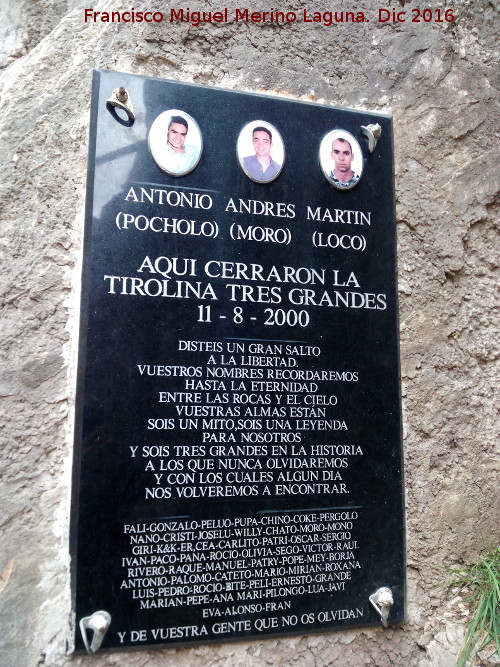 Francisco Miguel Merino Laguna. Dic 2016
ANTONIO ANDRES MARTIN
(POCHOLO) (MORO) (LOCO)
AQUI CERRARON LA
TIROLINA TRES GRANDES
11 - 8 - 2000
DISTEIS UN GRAN SALTO
A LA LIBERTAD.
VUESTROS NOMBRES RECORDAREMOS
HASTA LA ETERNIDAD
ENTRE LAS ROCAS Y EL CIELO
VUESTRAS ALMAS ESTÁN
SOIS UN MITO,SOIS UNA LEYENDA
PARA NOSOTROS
Y SOIS TRES GRANDES EN LA HISTORIA
A LOS QUE NUNCA OLVIDAREMOS
Y CON LOS CUALES ALGUN DIA
NOS VOLVEREMOS A ENCONTRAR.
FALI-GONZALO-PELUO-PUPA-CHINO-COKE-PERGOLO
NANO-CRISTI-JOSELU-WILLY-CHATO-MORO-MONO
GIRI-K&K-ER,CEA-CARLITO-PATRI-OSCAR-SERGIO
IVAN-PACO-PANA-ROCIO-OLIVIA-SEGO-VICTOR-RAUL
RIVERO-RAQUE-MANUEL-PATRY-POPE-MEY-BORJA
ANTONIO-PALOMO-CATETO-MARIO-MIRIAN-ROXANA
LUIS-PEDRO-ROCIO-BITE-PELI-ERNESTO-GRANDE
MARIAN-PEPE-ANA MARI-PILONGO-LUA-JAVI
EVA-ALONSO-FRAN
Y DE VUESTRA GENTE QUE NO OS OLVIDAN